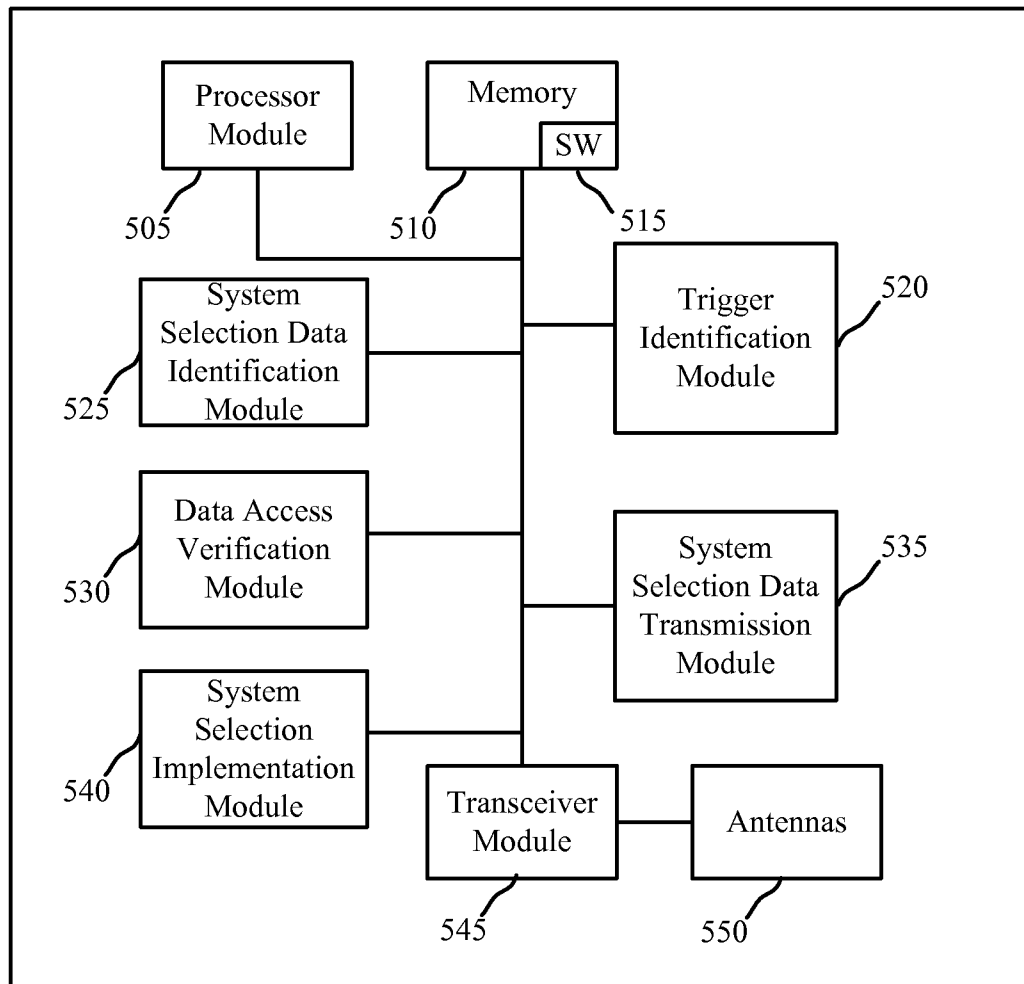 Processor
Module
505
Memory
SW
510
515
System
Selection Data
Identification
Module
525
Trigger
Identification
Module
520
Data Access
Verification
Module
530
System
Selection Data
Transmission
Module
535
System
Selection
Implementation
Module
540
Transceiver
Module
545
Antennas
550